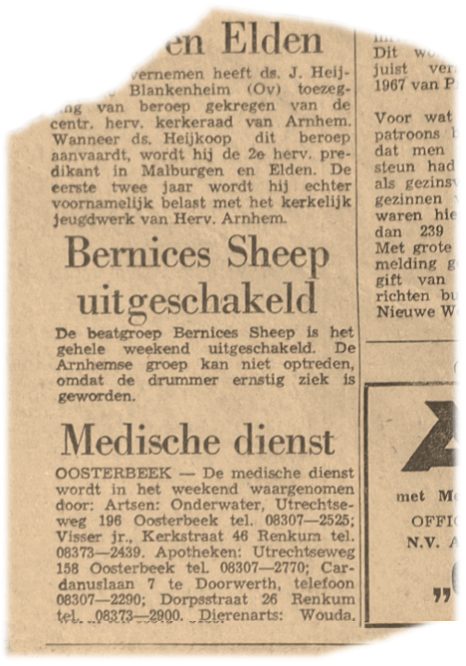 en Elden
vernemen heeft ds. J. Heij-
Blankenheim (Ov) toezeg-
van beroep gekregen van de
centr. herv. kerkeraad van Arnhem.
Wanneer ds. Heijkoop dit beroep
aanvaardt, wordt hij de 2e herv. pre-
dikant in Malburgen en Elden. De
eerste twee jaar wordt hij echter
voornamelijk belast met het kerkelijk
jeugdwerk van Herv. Arnhem.
Bernices Sheep
uitgeschakeld
De beatgroep Bernices Sheep is het
gehele weekend uitgeschakeld. De
Arnhemse groep kan niet optreden,
omdat de drummer ernstig ziek is
geworden.
Medische dienst
OOSTERBEEK — De medische dienst
wordt in het weekend waargenomen
door: Artsen: Onderwater, Utrechtse-
weg 196 Oosterbeek tel. 08307—2525;
Visser jr., Kerkstraat 46 Renkum tel.
08373—2439. Apotheken: Utrechtseweg
158 Oosterbeek tel. 08307—2770; Car-
danuslaan 7 te Doorwerth, telefoon
08307—2290; Dorpsstraat 26 Renkum
tel. 08373—2900. Dierenarts: Wouda,
Dit
juist
1967 van
Voor wat
patroons
dat men
steun had
als gezins
gezinnen
waren hie
dan 239
Met grote
melding
gift van
richten
Nieuwe W
met
OFFI
N.V.